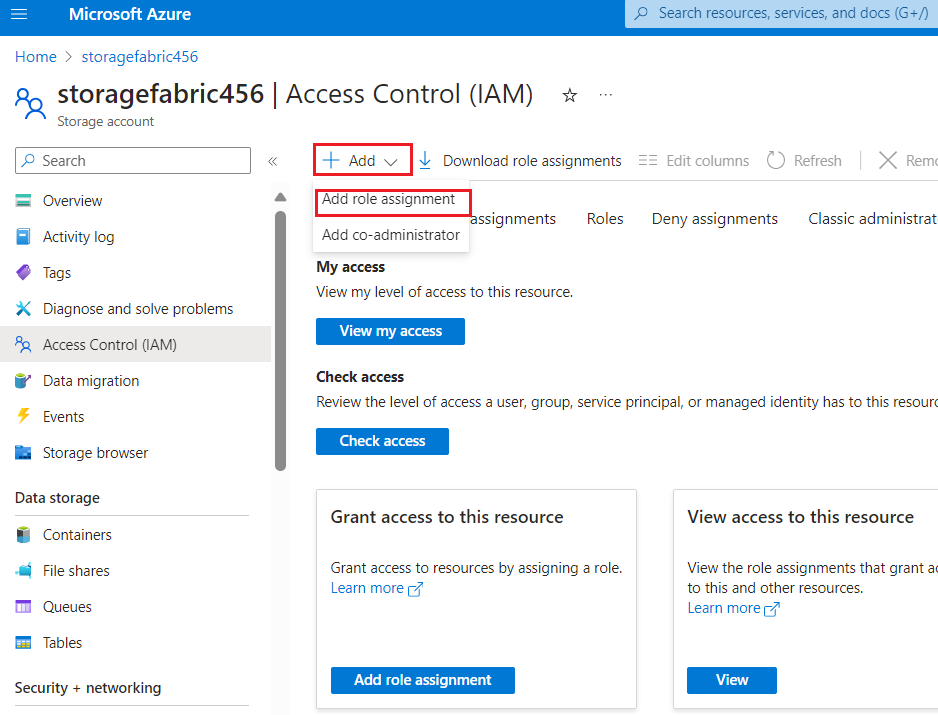 Microsoft Azure
Search resources, services, and docs (G+/)
Home > storagefabric456
storagefabric456 | Access Control (IAM)
Storage account
Search
Add
Download role assignments
Edit columns
Refresh
Remo
Add role assignment
Add co-administrator
assignments
Roles
Deny assignments
Classic administrat
Overview
Activity log
Tags
Diagnose and solve problems
Access Control (IAM)
Data migration
Events
Storage browser
Data storage
Containers
File shares
Queues
Tables
Security + networking
My access
View my level of access to this resource.
View my access
Check access
Review the level of access a user, group, service principal, or managed identity has to this resourc
Check access
Grant access to this resource
Grant access to resources by assigning a role.
Learn more
Add role assignment
View access to this resource
View the role assignments that grant ac
to this and other resources.
Learn more
View